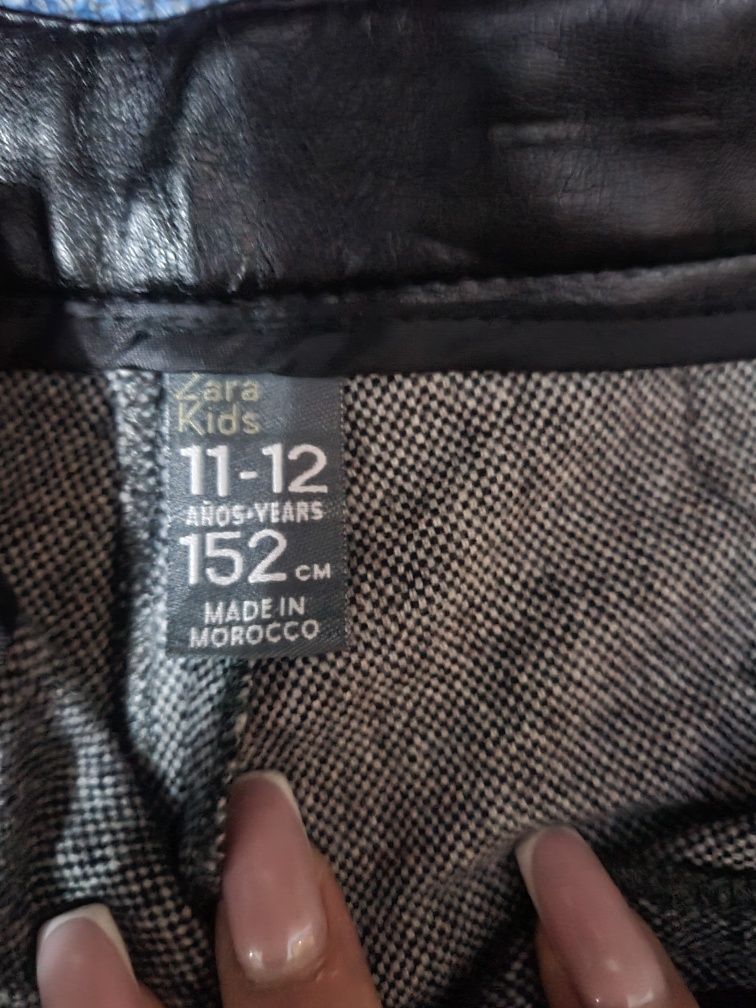 Zara
Kids
11-12
AÑOS•YEARS
152 CM
MADE IN
MOROCCO